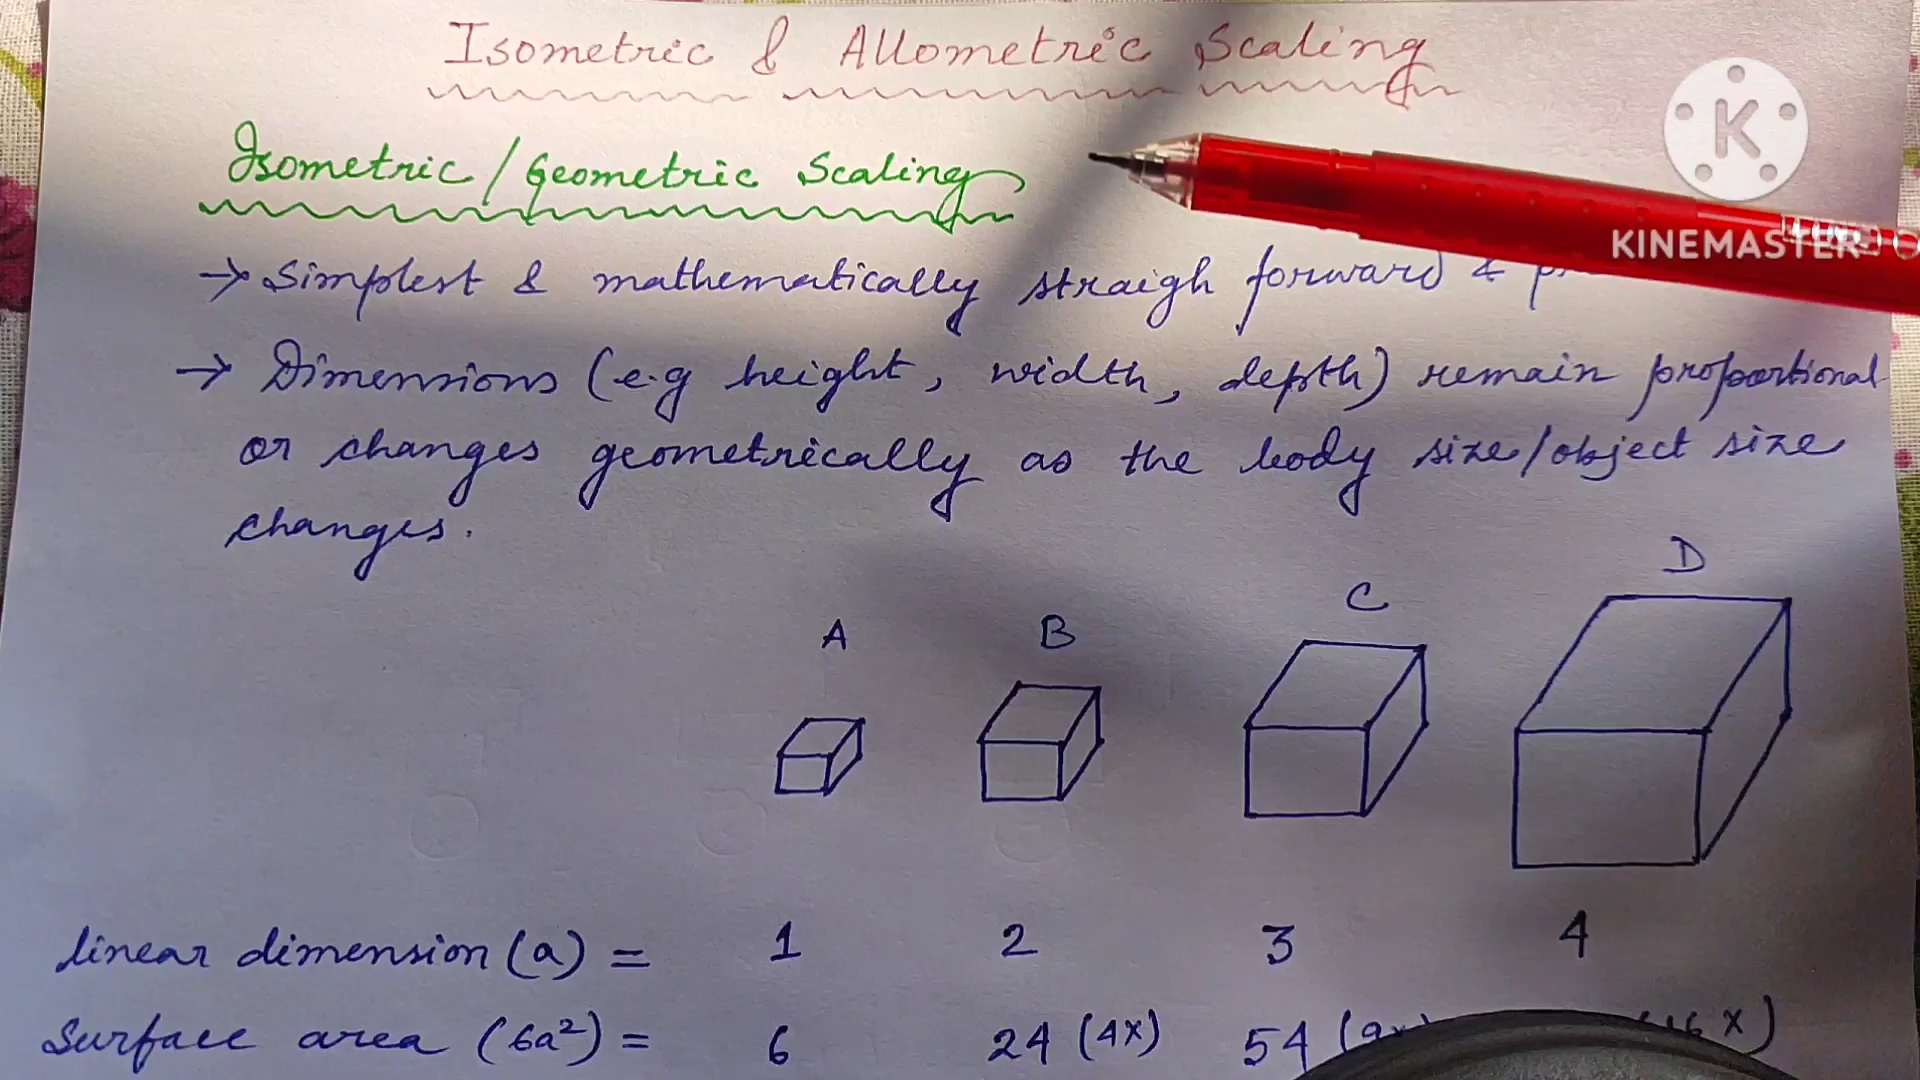 Isometric & Allometric Scaling
K
KINEMASTER
Isometric / Geometric Scaling
→ Simplest & mathematically straigh forward &
→ Dimensions (e.g height, width, depth) remain proportional
or changes geometrically as the body size/object size
changes.
A B C D
linear dimension (a) = 1 2 3 4
Surface area (6a²) = 6 24 (4x) 54 (9x) (16x)